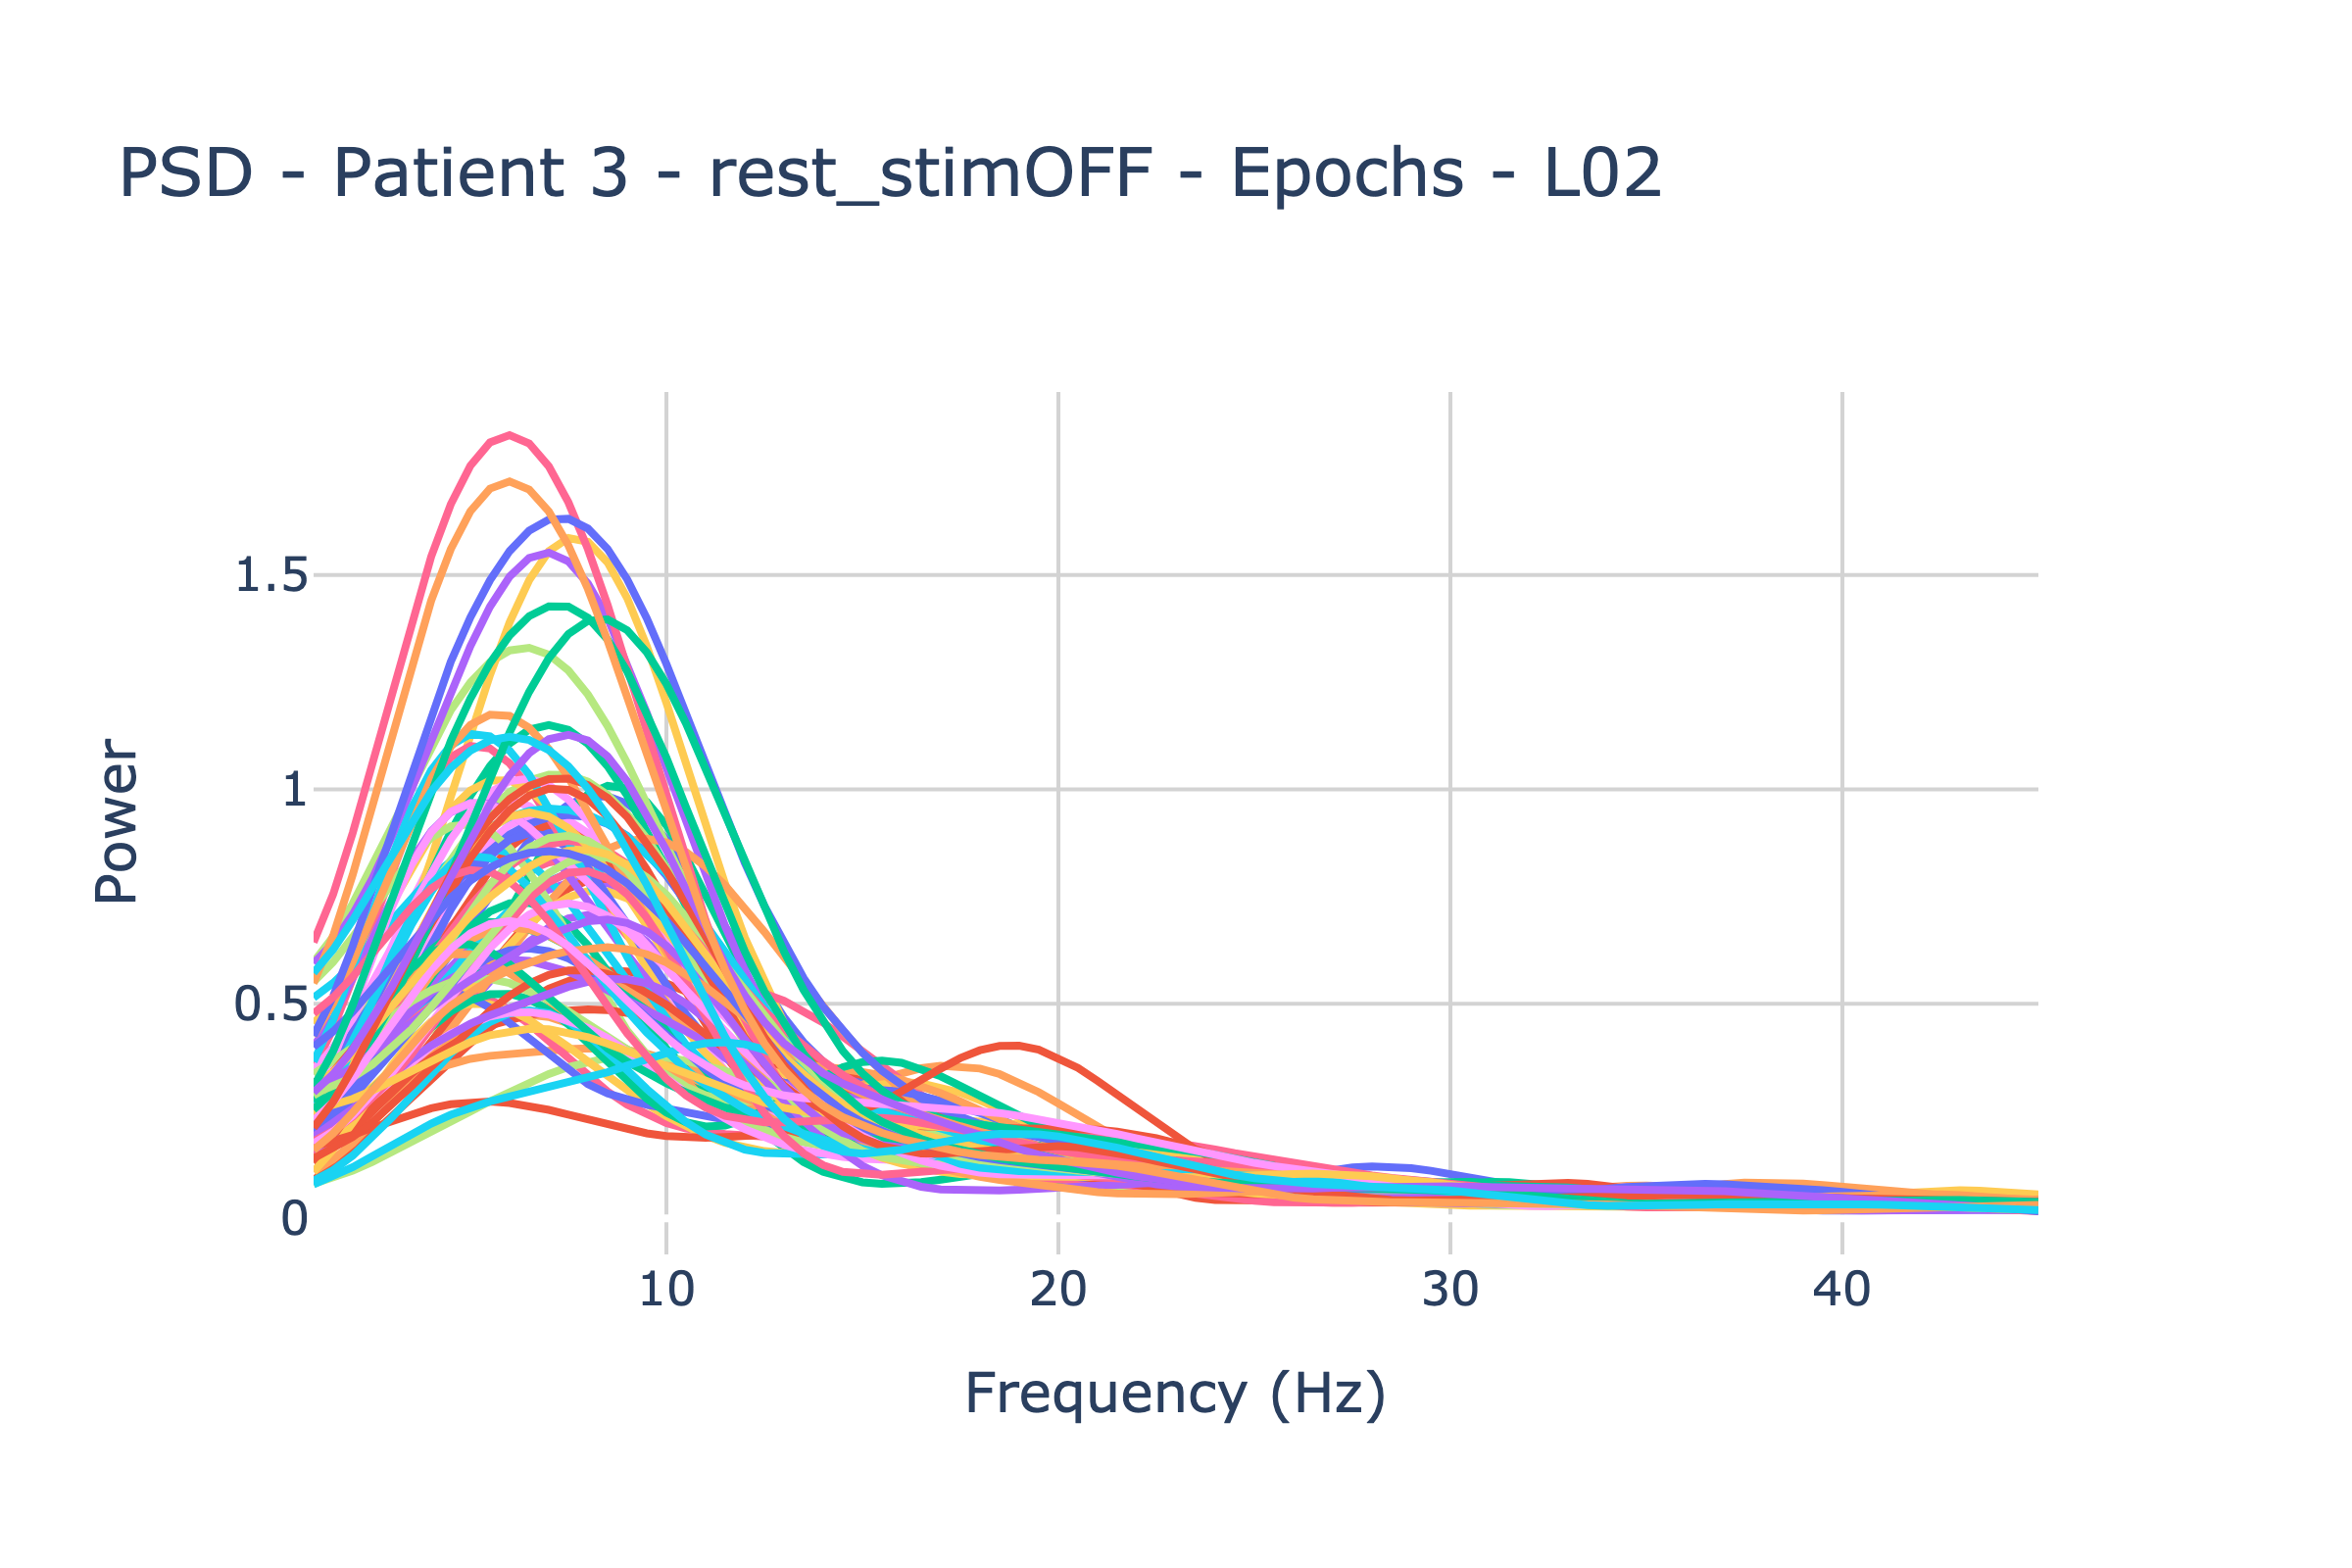 PSD - Patient 3 - rest_stimOFF - Epochs - L02
Power
1.5
1
0.5
0
10 20 30 40
Frequency (Hz)